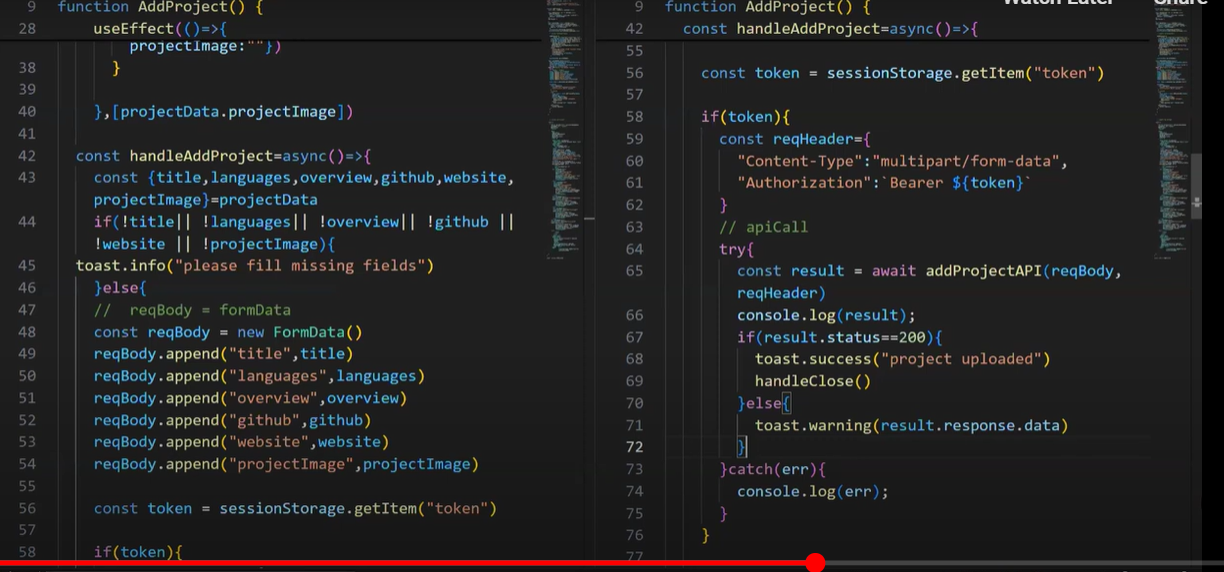 Watch Later Share
9 function AddProject() {
28 useEffect(()=>{
projectImage:""})
38 }
39
40 },[projectData.projectImage])
41
42 const handleAddProject=async()=>{
43 const {title,languages,overview,github,website,
projectImage}=projectData
44 if(!title|| !languages|| !overview|| !github ||
!website || !projectImage){
45 toast.info("please fill missing fields")
46 }else{
47 //  reqBody = formData
48 const reqBody = new FormData()
49 reqBody.append("title",title)
50 reqBody.append("languages",languages)
51 reqBody.append("overview",overview)
52 reqBody.append("github",github)
53 reqBody.append("website",website)
54 reqBody.append("projectImage",projectImage)
55
56 const token = sessionStorage.getItem("token")
57
58 if(token){
9 function AddProject() {
42 const handleAddProject=async()=>{
55
56 const token = sessionStorage.getItem("token")
57
58 if(token){
59 const reqHeader={
60 "Content-Type":"multipart/form-data",
61 "Authorization":`Bearer ${token}`
62 }
63 // apiCall
64 try{
65 const result = await addProjectAPI(reqBody,
reqHeader)
66 console.log(result);
67 if(result.status==200){
68 toast.success("project uploaded")
69 handleClose()
70 }else{
71 toast.warning(result.response.data)
72 }
73 }catch(err){
74 console.log(err);
75 }
76 }
77